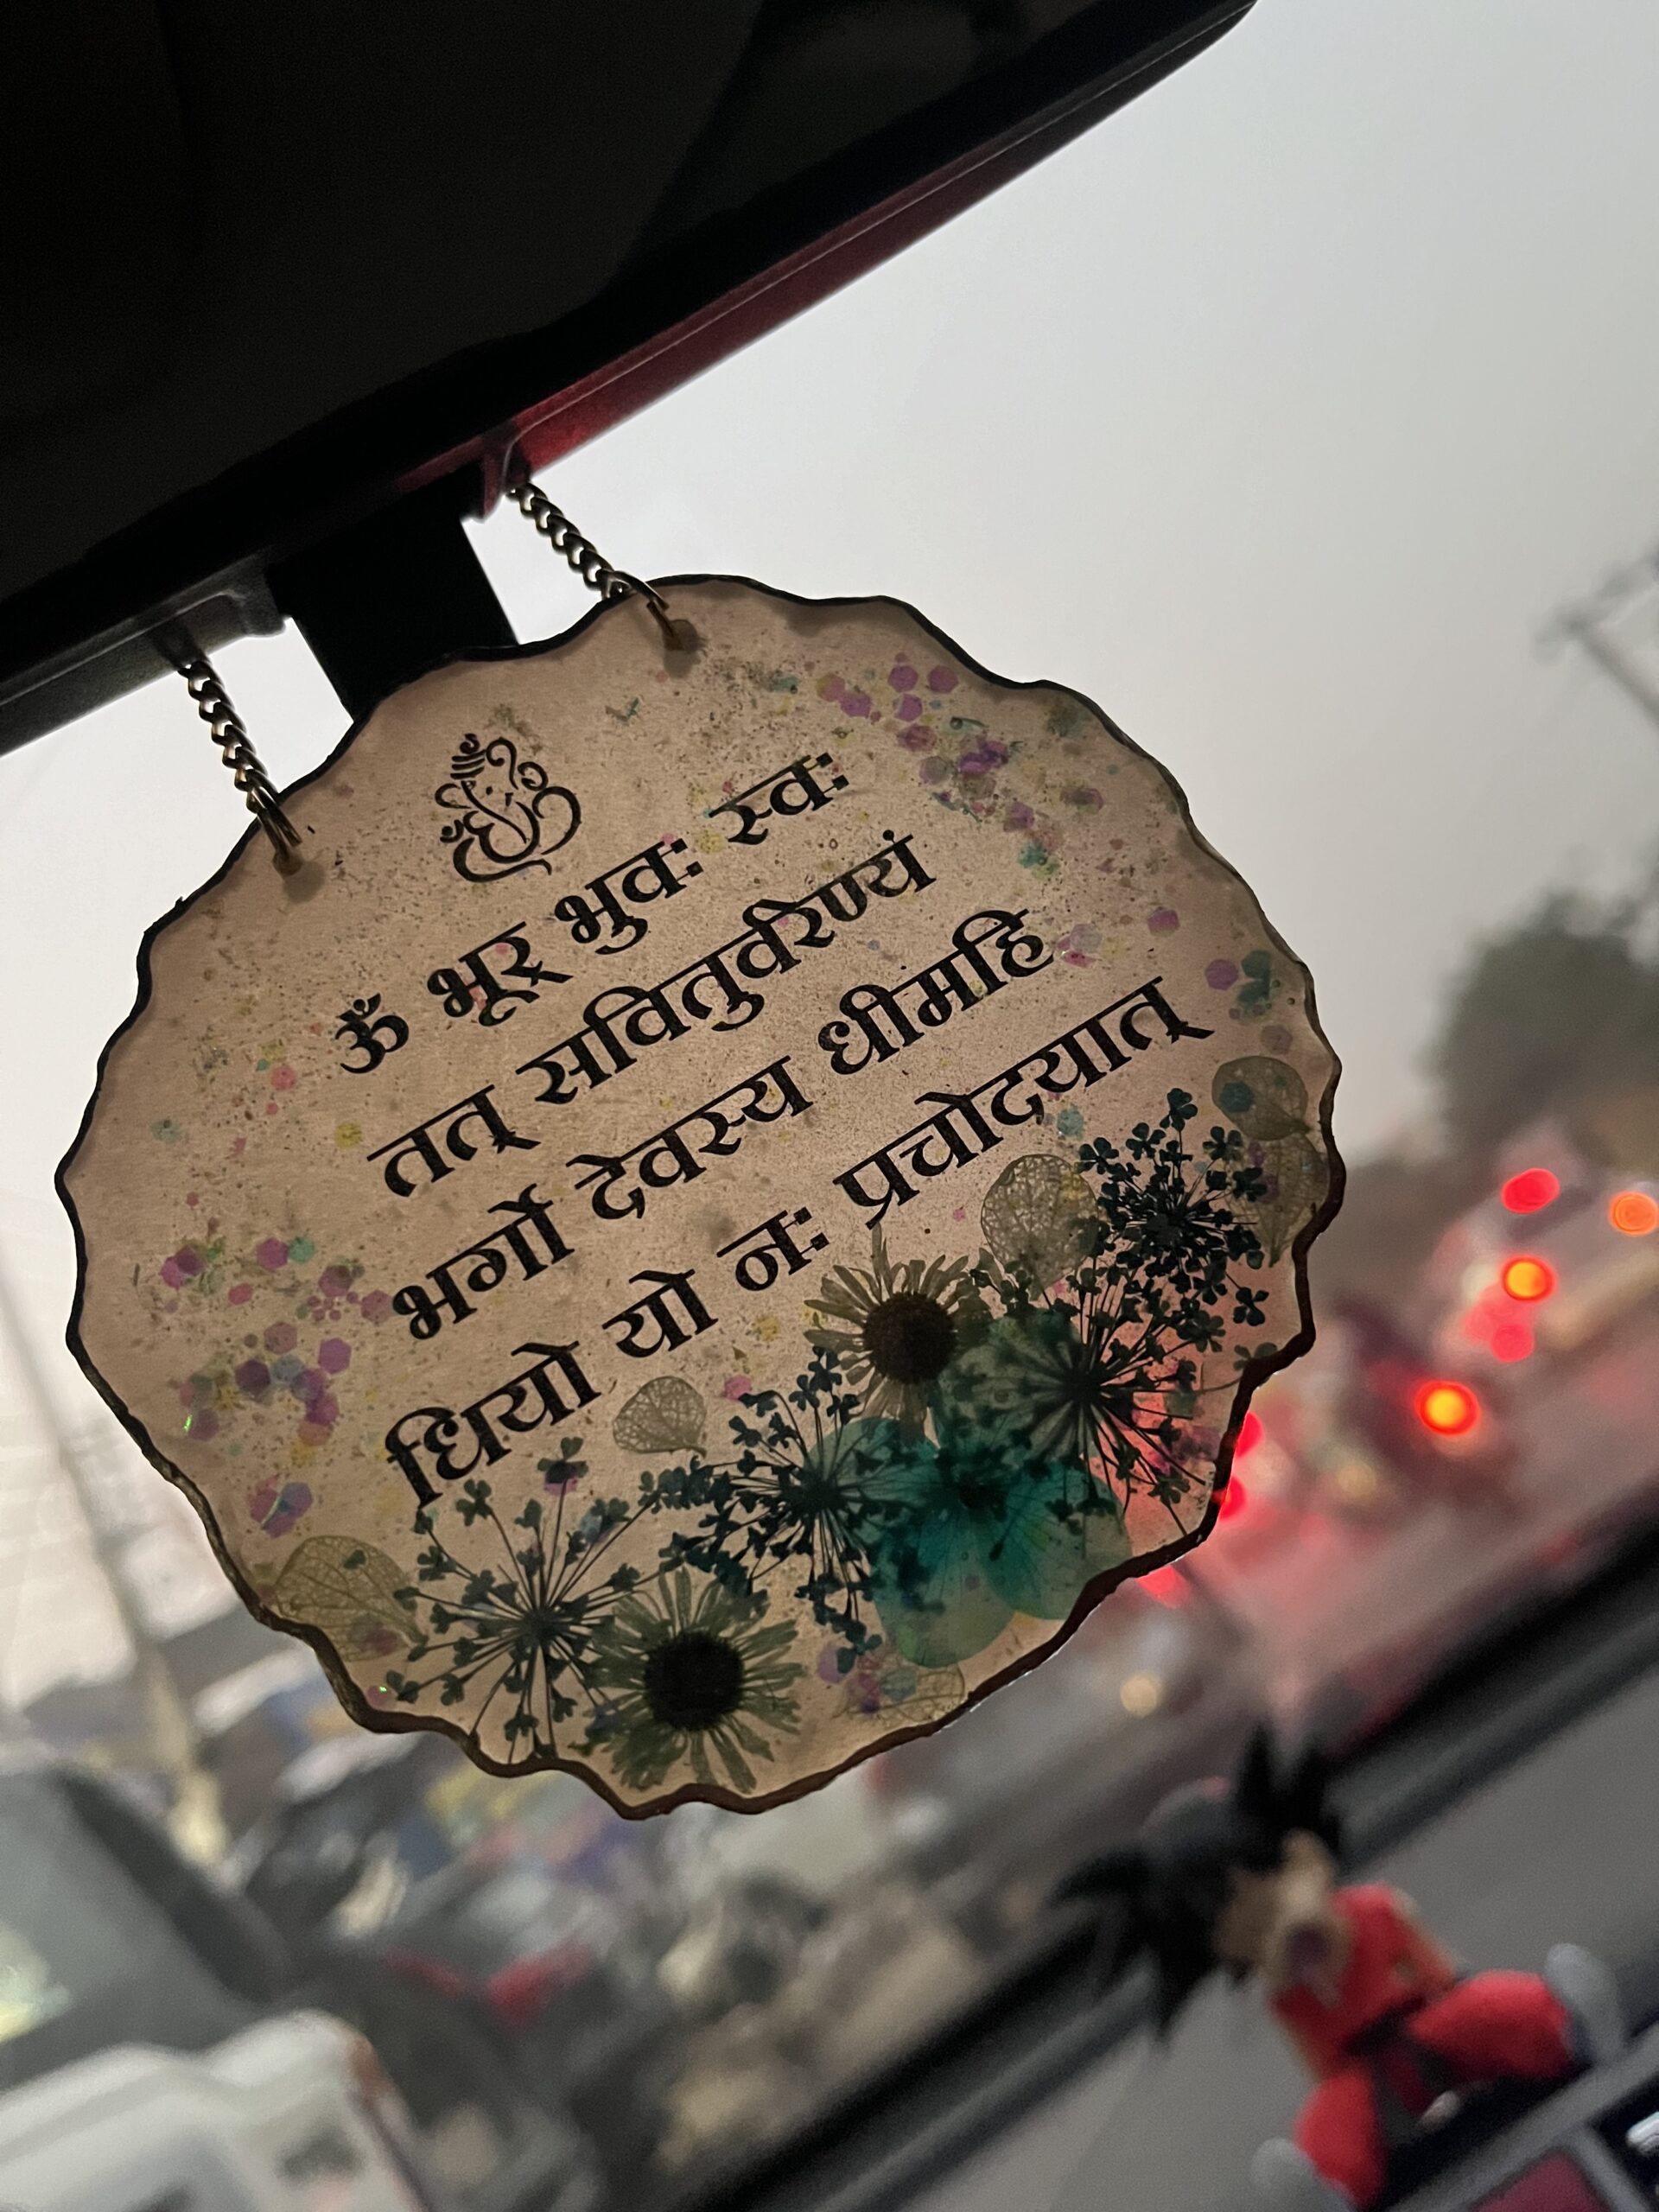 ॐ भूर् भुवः स्वः
तत् सवितुर्वरेण्यं
भर्गो देवस्य धीमहि
धियो यो नः प्रचोदयात्